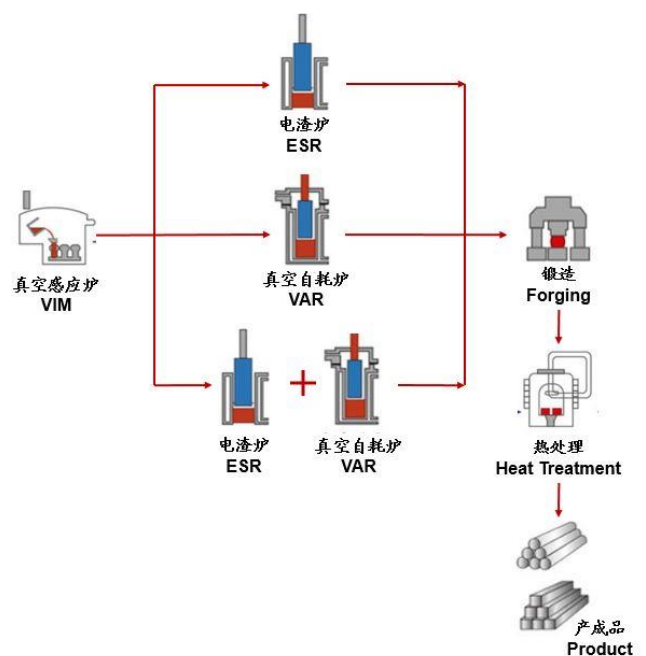 电渣炉
ESR
真空感应炉
VIM
真空自耗炉
VAR
锻造
Forging
电渣炉
ESR
+
真空自耗炉
VAR
热处理
Heat Treatment
产成品
Product